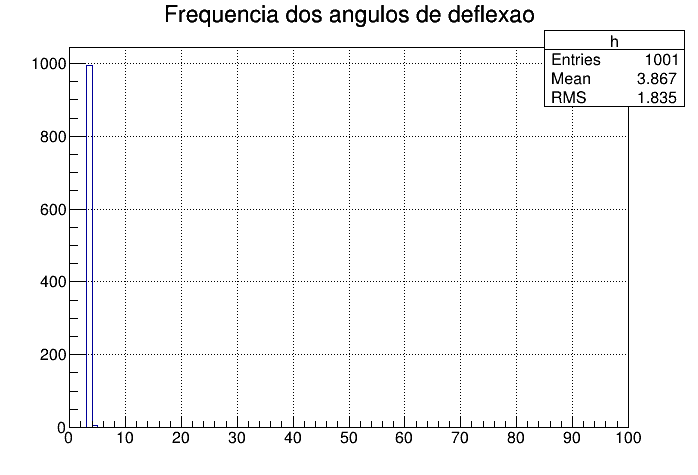 Frequencia dos angulos de deflexao
h
Entries 1001
Mean 3.867
RMS 1.835
1000
800
600
400
200
0
0 10 20 30 40 50 60 70 80 90 100